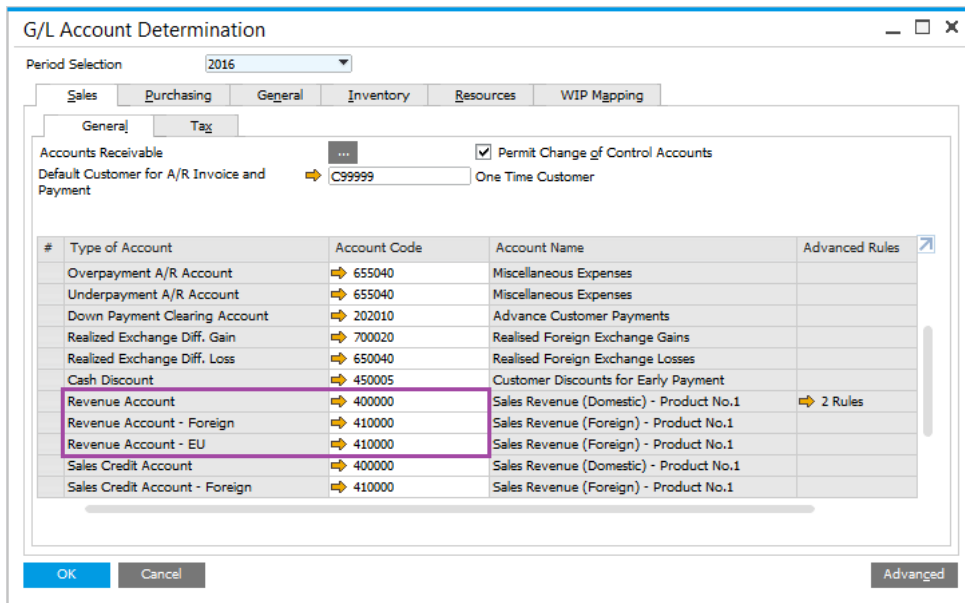 G/L Account Determination
Period Selection 2016
Sales Purchasing General Inventory Resources WIP Mapping
General Tax
Accounts Receivable ... Permit Change of Control Accounts
Default Customer for A/R Invoice and Payment C99999 One Time Customer
# Type of Account Account Code Account Name Advanced Rules
Overpayment A/R Account 655040 Miscellaneous Expenses
Underpayment A/R Account 655040 Miscellaneous Expenses
Down Payment Clearing Account 202010 Advance Customer Payments
Realized Exchange Diff. Gain 700020 Realised Foreign Exchange Gains
Realized Exchange Diff. Loss 650040 Realised Foreign Exchange Losses
Cash Discount 450005 Customer Discounts for Early Payment
Revenue Account 400000 Sales Revenue (Domestic) - Product No.1 2 Rules
Revenue Account - Foreign 410000 Sales Revenue (Foreign) - Product No.1
Revenue Account - EU 410000 Sales Revenue (Foreign) - Product No.1
Sales Credit Account 400000 Sales Revenue (Domestic) - Product No.1
Sales Credit Account - Foreign 410000 Sales Revenue (Foreign) - Product No.1
OK Cancel Advanced